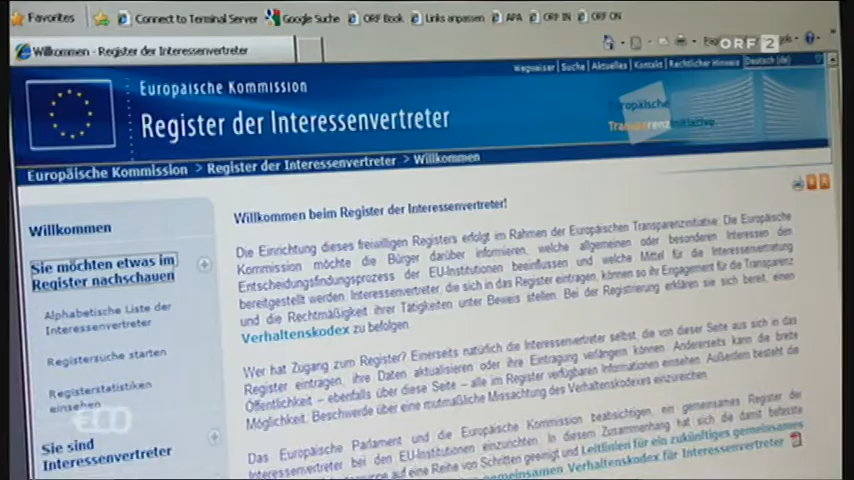 Favorites
Connect to Terminal Server Google Suche ORF Book Links anpassen APA ORF IN ORF ON
Willkommen - Register der Interessenvertreter
ORF 2
Wegweiser | Suche | Aktuelles | Kontakt | Rechtlicher Hinweis Deutsch (de)
Europäische Kommission
Register der Interessenvertreter
Europäische
Transparenzinitiative
Europäische Kommission > Register der Interessenvertreter > Willkommen
Willkommen
Sie möchten etwas im
Register nachschauen
Alphabetische Liste der
Interessenvertreter
Registersuche starten
Registerstatistiken
einsehen
€CO
Sie sind
Interessenvertreter
Willkommen beim Register der Interessenvertreter!
Die Einrichtung dieses freiwilligen Registers erfolgt im Rahmen der Europäischen Transparenzinitiative. Die Europäische
Kommission möchte die Bürger darüber informieren, welche allgemeinen oder besonderen Interessen den
Entscheidungsfindungsprozess der EU-Institutionen beeinflussen und welche Mittel für die Interessenvertretung
bereitgestellt werden. Interessenvertreter, die sich in das Register eintragen, können so ihr Engagement für die Transparenz
und die Rechtmäßigkeit ihrer Tätigkeiten unter Beweis stellen. Bei der Registrierung erklären sie sich bereit, einen
Verhaltenskodex zu befolgen.
Wer hat Zugang zum Register? Einerseits natürlich die Interessenvertreter selbst, die von dieser Seite aus sich in das
Register eintragen, ihre Daten aktualisieren oder ihre Eintragung verlängern können. Andererseits kann die breite
Öffentlichkeit – ebenfalls über diese Seite – alle im Register verfügbaren Informationen einsehen. Außerdem besteht die
Möglichkeit, Beschwerde über eine mutmaßliche Missachtung des Verhaltenskodexes einzureichen.
Das Europäische Parlament und die Europäische Kommission beabsichtigen, ein gemeinsames Register der
Interessenvertreter bei den EU-Institutionen einzurichten. In diesem Zusammenhang hat sich die damit befasste
auf eine Reihe von Schritten geeinigt und Leitlinien für ein zukünftiges gemeinsames
gemeinsamen Verhaltenskodex für Interessenvertreter